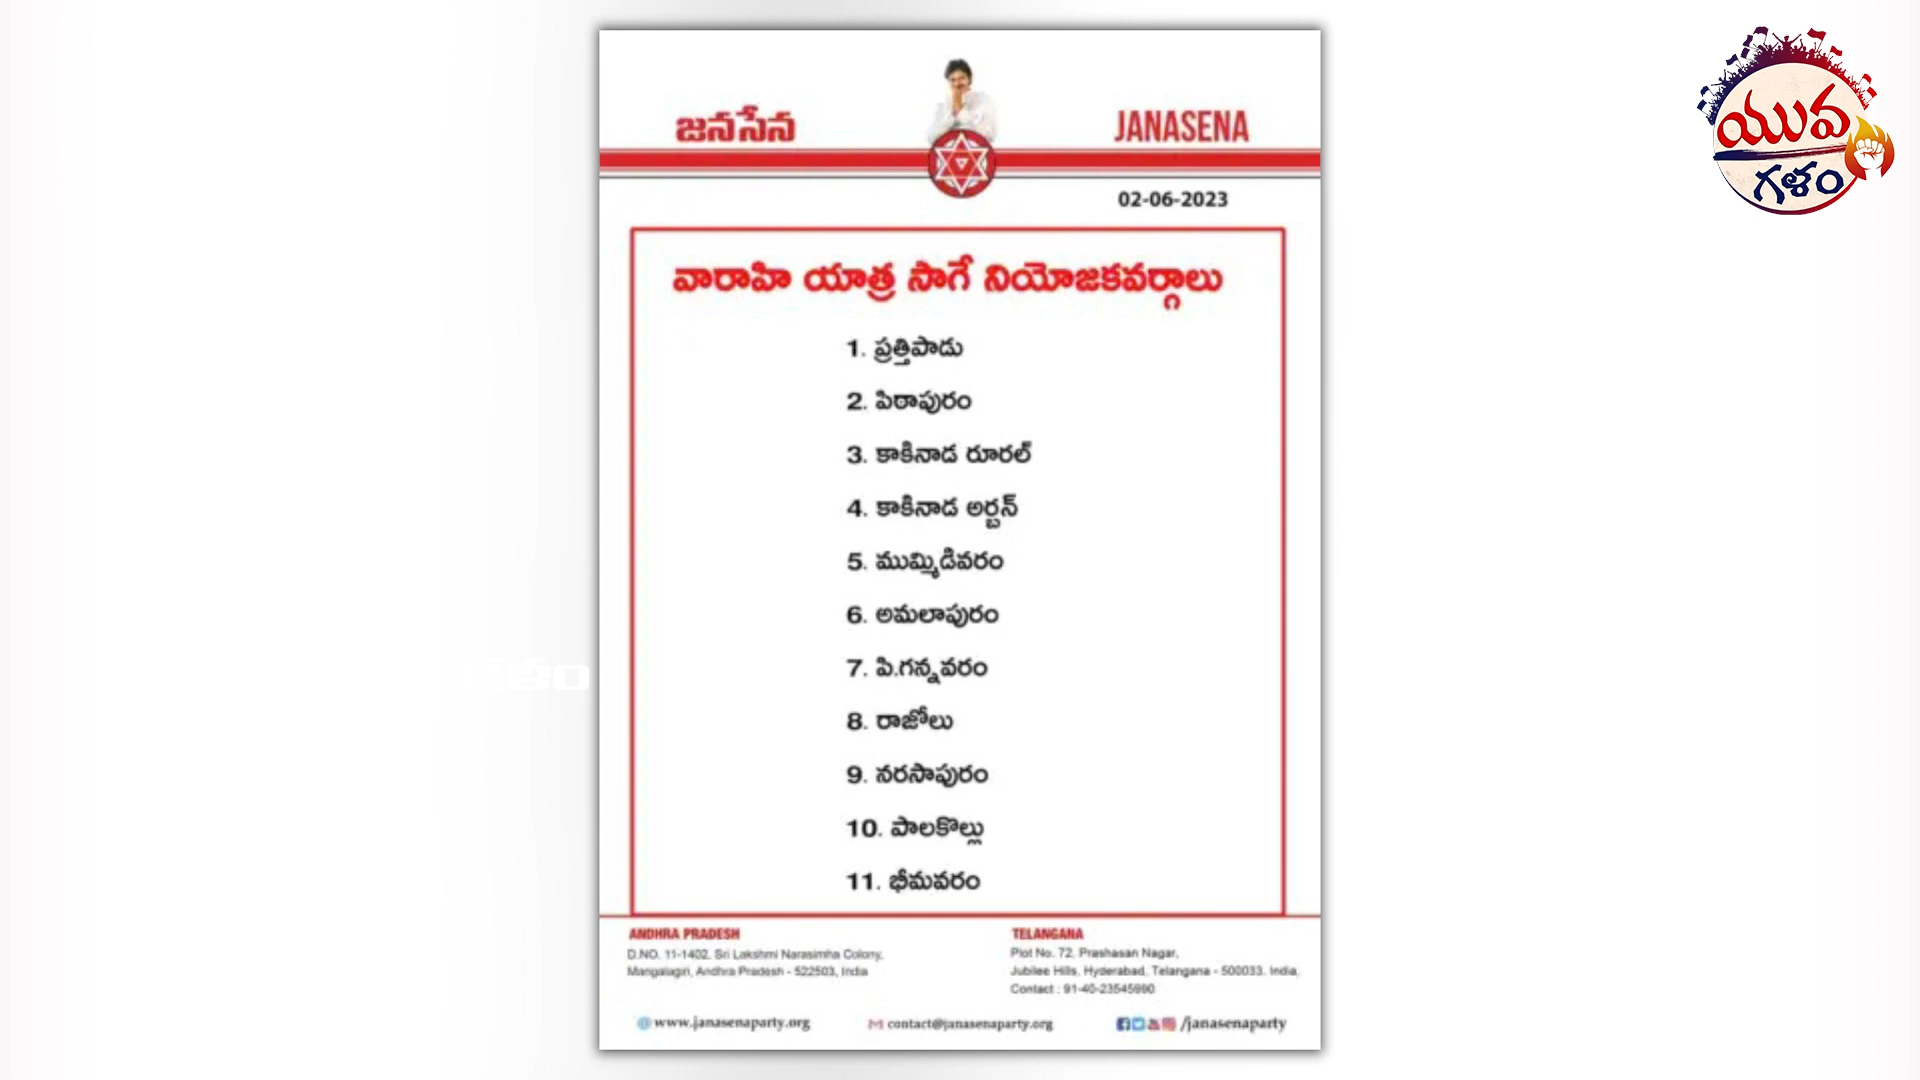 జనసేన
JANASENA
యువ
గళం
02-06-2023
వారాహి యాత్ర సాగే నియోజకవర్గాలు
1. ప్రత్తిపాడు
2. పిఠాపురం
3. కాకినాడ రూరల్
4. కాకినాడ అర్బన్
5. ముమ్మిడివరం
6. అమలాపురం
7. పి.గన్నవరం
8. రాజోలు
9. నరసాపురం
10. పాలకొల్లు
11. భీమవరం
గళం
ANDHRA PRADESH
D.NO. 11-1402, Sri Lakshmi Narasimha Colony,
Mangalagiri, Andhra Pradesh - 522503, India
TELANGANA
Plot No. 72, Prashasan Nagar,
Jubilee Hills, Hyderabad, Telangana - 500033. India,
Contact : 91-40-23545990
www.janasenaparty.org
contact@janasenaparty.org
/janasenaparty